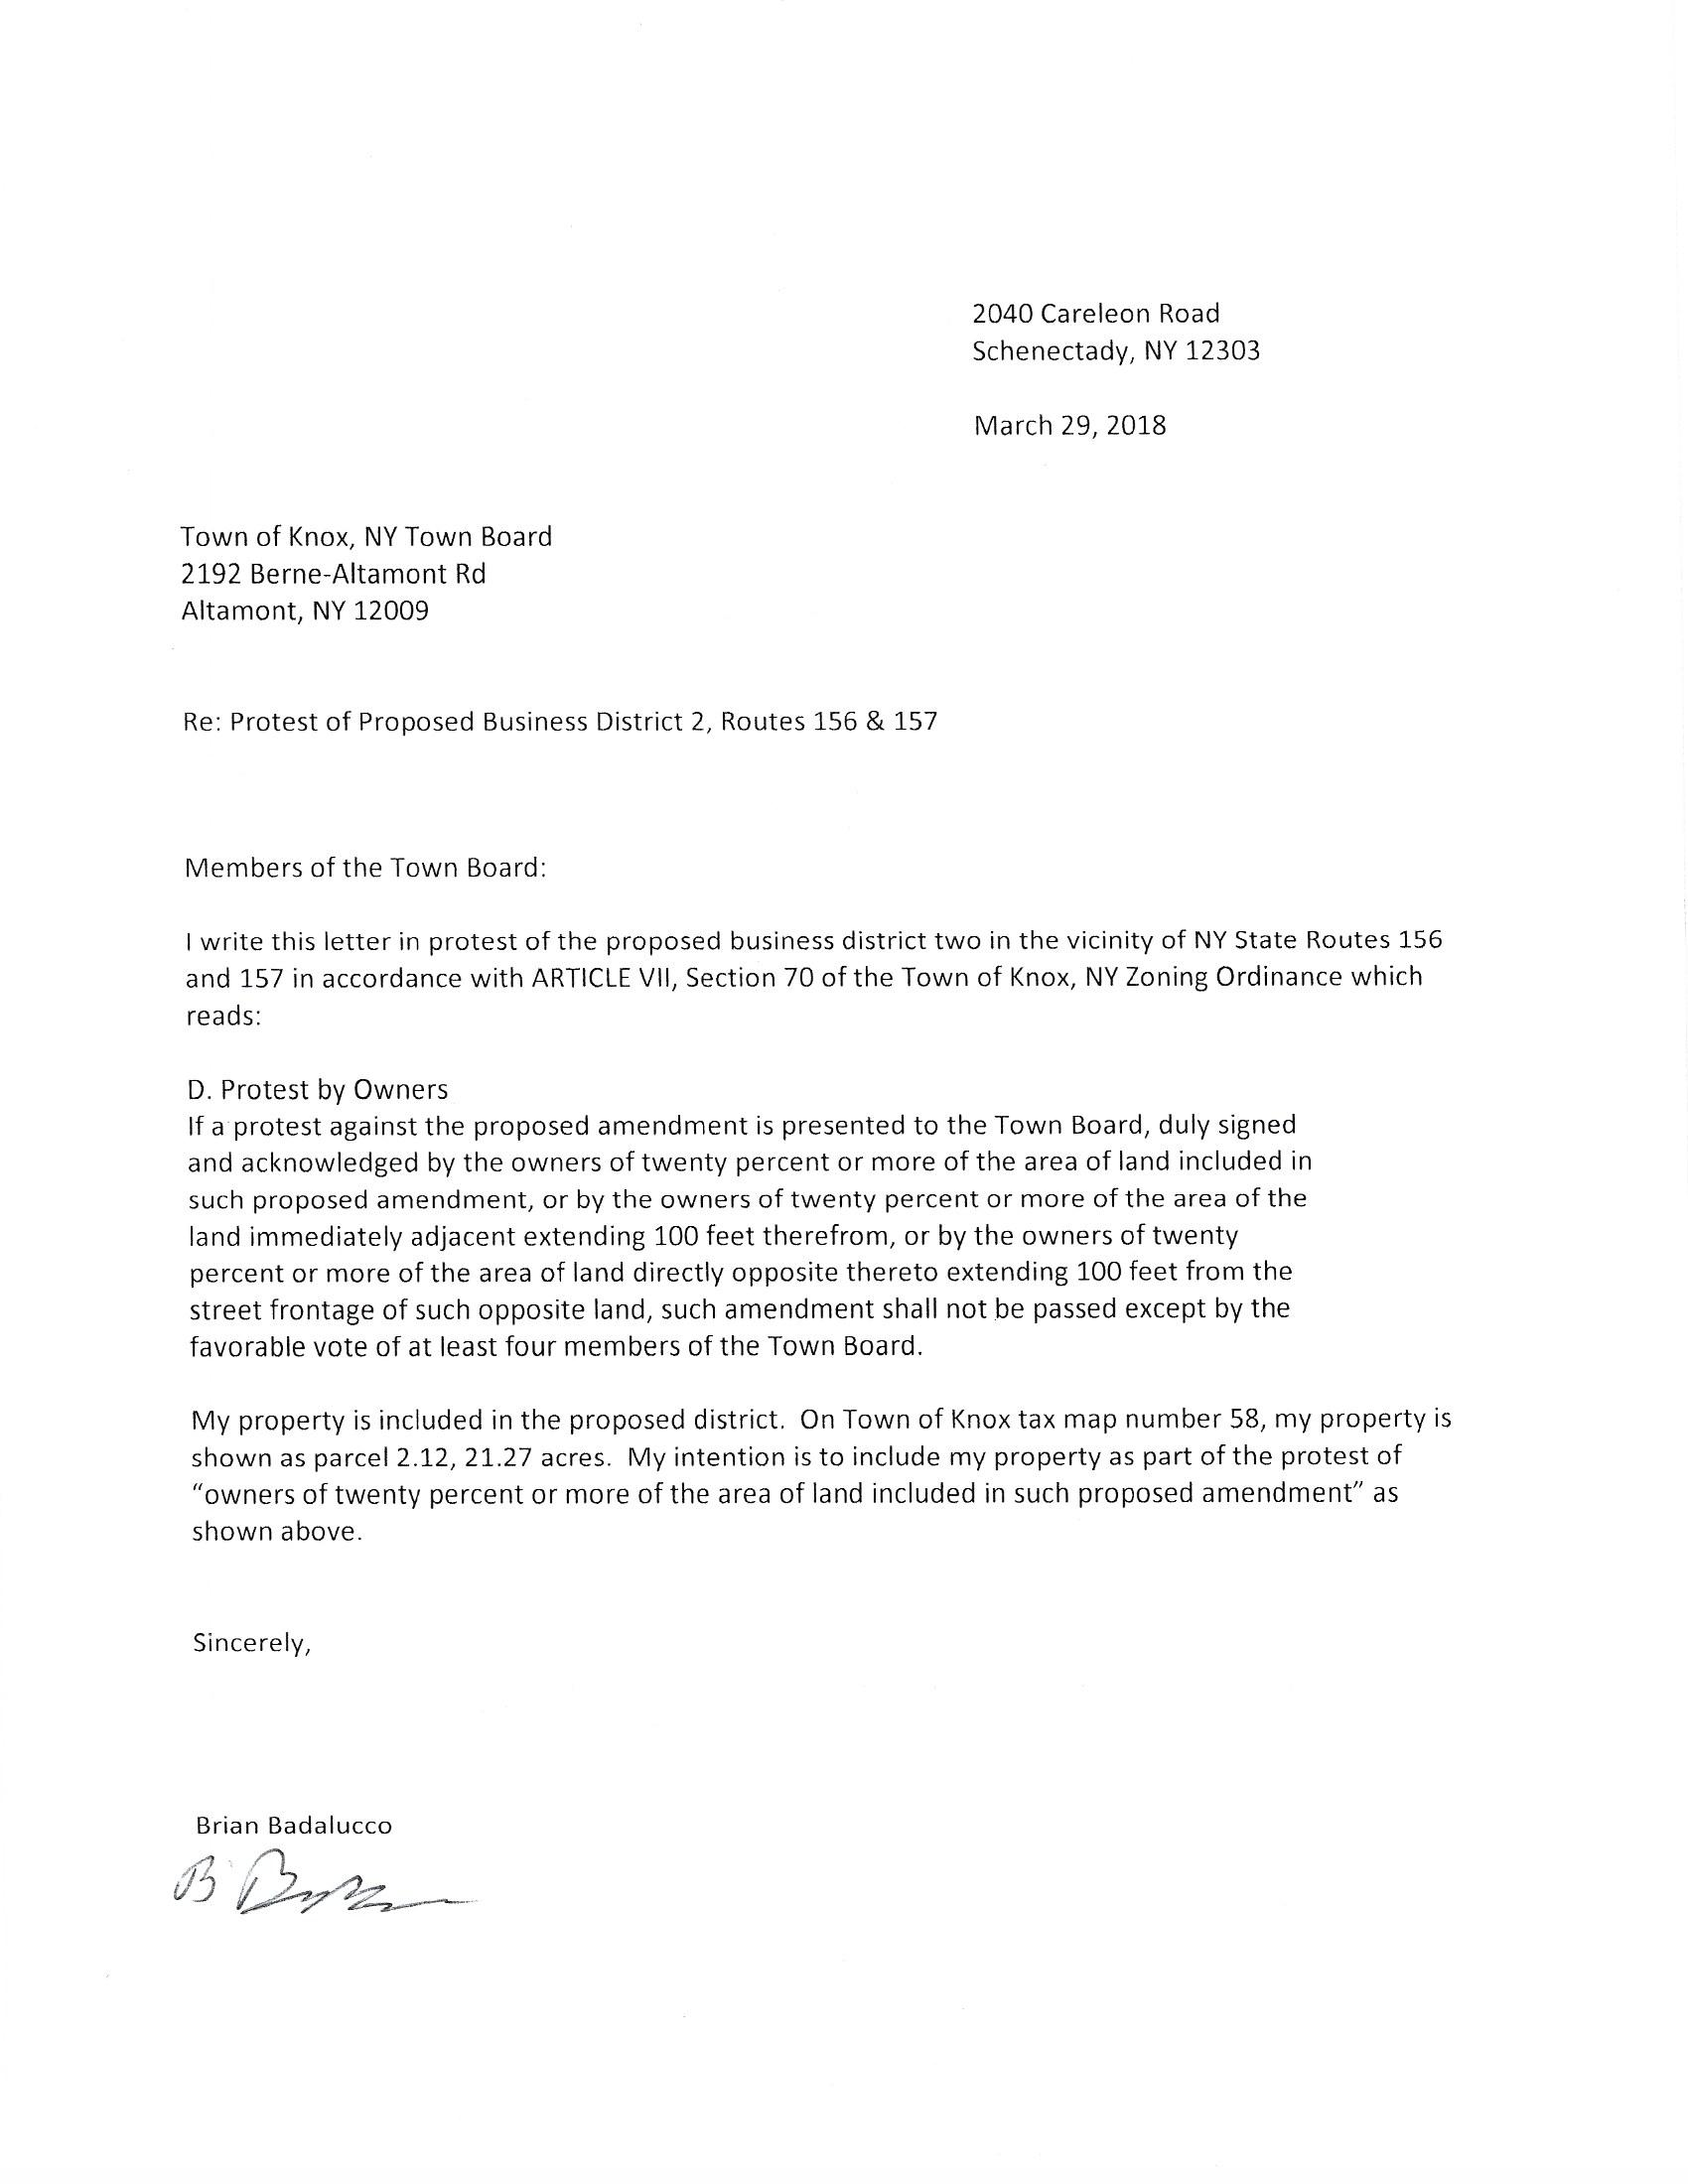 2040 Careleon Road
Schenectady, NY 12303
March 29, 2018
Town of Knox, NY Town Board
2192 Berne-Altamont Rd
Altamont, NY 12009
Re: Protest of Proposed Business District 2, Routes 156 & 157
Members of the Town Board:
I write this letter in protest of the proposed business district two in the vicinity of NY State Routes 156
and 157 in accordance with ARTICLE VII, Section 70 of the Town of Knox, NY Zoning Ordinance which
reads:
D. Protest by Owners
If a protest against the proposed amendment is presented to the Town Board, duly signed
and acknowledged by the owners of twenty percent or more of the area of land included in
such proposed amendment, or by the owners of twenty percent or more of the area of the
land immediately adjacent extending 100 feet therefrom, or by the owners of twenty
percent or more of the area of land directly opposite thereto extending 100 feet from the
street frontage of such opposite land, such amendment shall not be passed except by the
favorable vote of at least four members of the Town Board.
My property is included in the proposed district.  On Town of Knox tax map number 58, my property is
shown as parcel 2.12, 21.27 acres.  My intention is to include my property as part of the protest of
“owners of twenty percent or more of the area of land included in such proposed amendment” as
shown above.
Sincerely,
Brian Badalucco